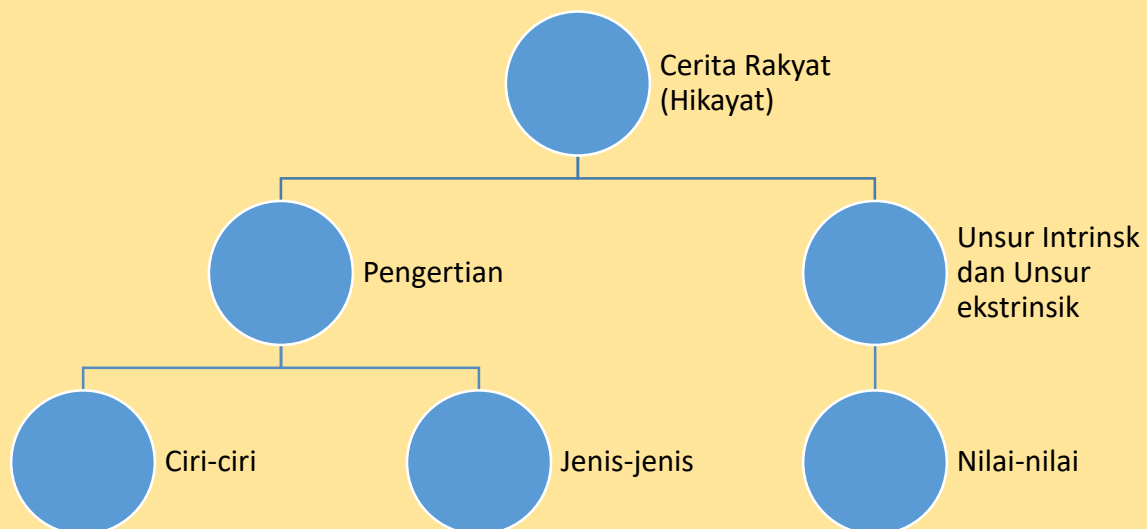 Cerita Rakyat
(Hikayat)
Pengertian
Unsur Intrinsk
dan Unsur
ekstrinsik
Ciri-ciri
Jenis-jenis
Nilai-nilai